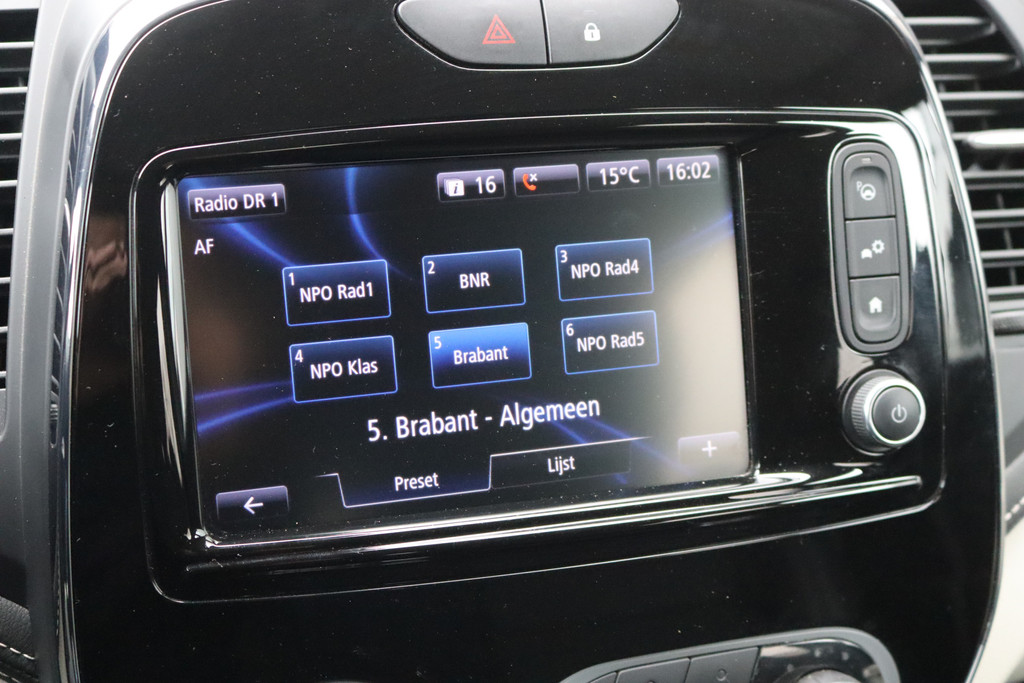 Radio DR 1
i 16
15°C
16:02
AF
1 NPO Rad1
2 BNR
3 NPO Rad4
4 NPO Klas
5 Brabant
6 NPO Rad5
5. Brabant - Algemeen
Preset
Lijst
+